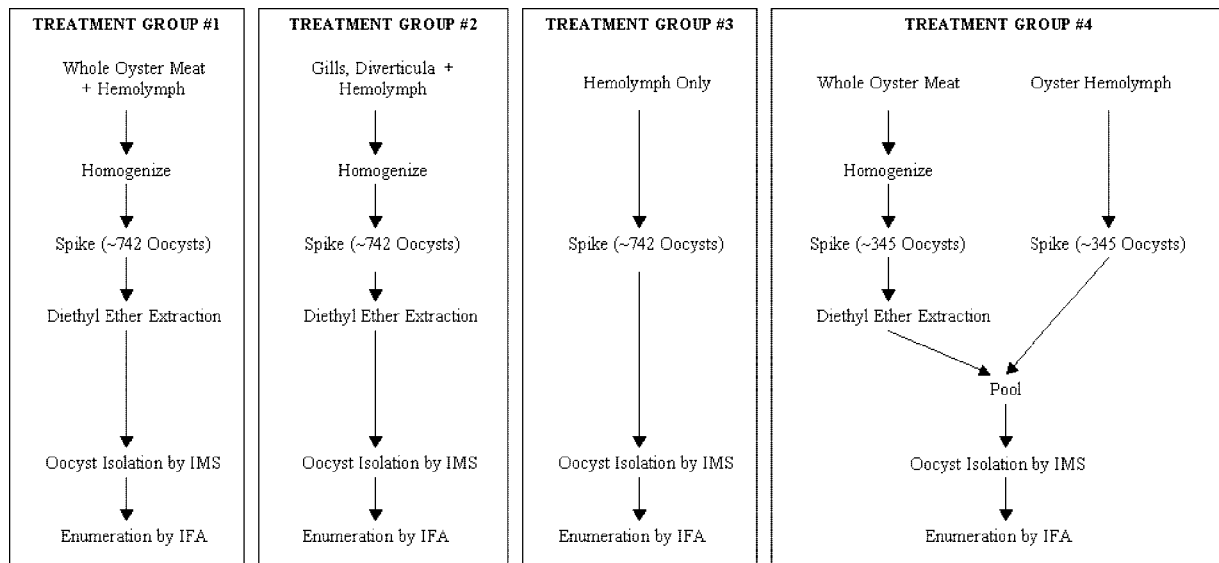 TREATMENT GROUP #1
Whole Oyster Meat
+ Hemolymph
Homogenize
Spike (~742 Oocysts)
Diethyl Ether Extraction
Oocyst Isolation by IMS
Enumeration by IFA
TREATMENT GROUP #2
Gills, Diverticula +
Hemolymph
Homogenize
Spike (~742 Oocysts)
Diethyl Ether Extraction
Oocyst Isolation by IMS
Enumeration by IFA
TREATMENT GROUP #3
Hemolymph Only
Spike (~742 Oocysts)
Oocyst Isolation by IMS
Enumeration by IFA
TREATMENT GROUP #4
Whole Oyster Meat
Oyster Hemolymph
Homogenize
Spike (~345 Oocysts)
Spike (~345 Oocysts)
Diethyl Ether Extraction
Pool
Oocyst Isolation by IMS
Enumeration by IFA